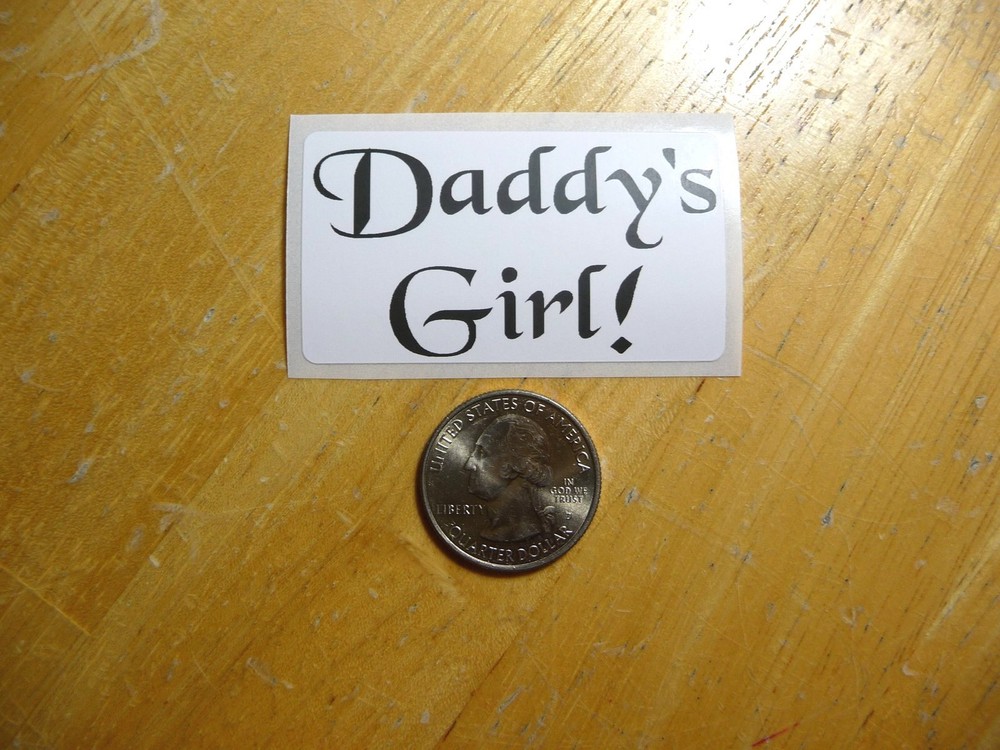 Daddy's
Girl!
UNITED STATES OF AMERICA
LIBERTY
IN
GOD WE
TRUST
P
QUARTER DOLLAR